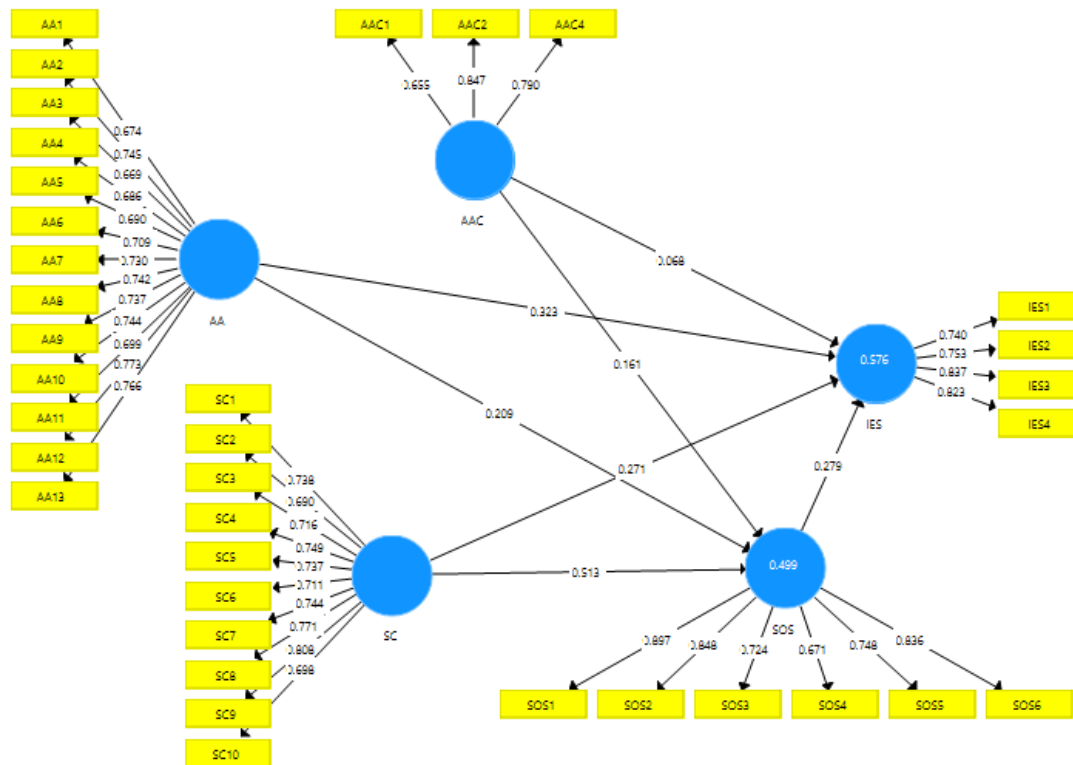 AA1
AA2
AA3
AA4
AA5
AA6
AA7
AA8
AA9
AA10
AA11
AA12
AA13
0.674
0.745
0.669
0.686
0.690
0.709
0.730
0.742
0.737
0.744
0.699
0.773
0.766
AA
AAC1
AAC2
AAC4
0.655
0.847
0.790
AAC
0.068
0.323
0.161
0.209
0.271
0.279
0.513
SC1
SC2
SC3
SC4
SC5
SC6
SC7
SC8
SC9
SC10
0.738
0.690
0.716
0.749
0.737
0.711
0.744
0.771
0.808
0.698
SC
0.576
IES
0.740
0.753
0.837
0.823
IES1
IES2
IES3
IES4
0.499
SOS
0.897
0.848
0.724
0.671
0.748
0.836
SOS1
SOS2
SOS3
SOS4
SOS5
SOS6